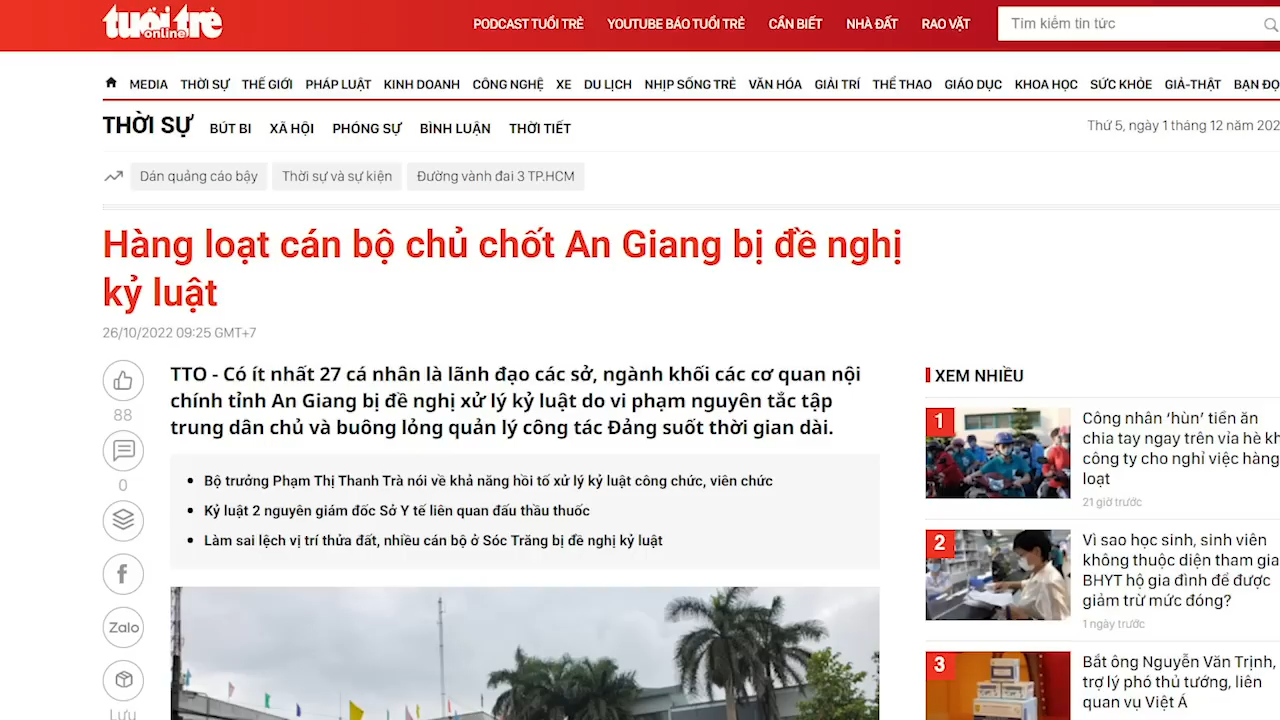 tuổi trẻ online
PODCAST TUỔI TRẺ YOUTUBE BÁO TUỔI TRẺ CẦN BIẾT NHÀ ĐẤT RAO VẶT Tìm kiếm tin tức
MEDIA THỜI SỰ THẾ GIỚI PHÁP LUẬT KINH DOANH CÔNG NGHỆ XE DU LỊCH NHỊP SỐNG TRẺ VĂN HÓA GIẢI TRÍ THỂ THAO GIÁO DỤC KHOA HỌC SỨC KHỎE GIẢ-THẬT BẠN ĐỌ
THỜI SỰ BÚT BI XÃ HỘI PHÓNG SỰ BÌNH LUẬN THỜI TIẾT
Thứ 5, ngày 1 tháng 12 năm 202
Dán quảng cáo bậy Thời sự và sự kiện Đường vành đai 3 TP.HCM
Hàng loạt cán bộ chủ chốt An Giang bị đề nghị
kỷ luật
26/10/2022 09:25 GMT+7
88
0
Zalo
Lưu
TTO - Có ít nhất 27 cá nhân là lãnh đạo các sở, ngành khối các cơ quan nội
chính tỉnh An Giang bị đề nghị xử lý kỷ luật do vi phạm nguyên tắc tập
trung dân chủ và buông lỏng quản lý công tác Đảng suốt thời gian dài.
Bộ trưởng Phạm Thị Thanh Trà nói về khả năng hồi tố xử lý kỷ luật công chức, viên chức
Kỷ luật 2 nguyên giám đốc Sở Y tế liên quan đấu thầu thuốc
Làm sai lệch vị trí thửa đất, nhiều cán bộ ở Sóc Trăng bị đề nghị kỷ luật
XEM NHIỀU
1
Công nhân ‘hùn’ tiền ăn
chia tay ngay trên vỉa hè kh
công ty cho nghỉ việc hàng
loạt
21 giờ trước
2
Vì sao học sinh, sinh viên
không thuộc diện tham gia
BHYT hộ gia đình để được
giảm trừ mức đóng?
1 ngày trước
3
Bắt ông Nguyễn Văn Trịnh,
trợ lý phó thủ tướng, liên
quan vụ Việt Á